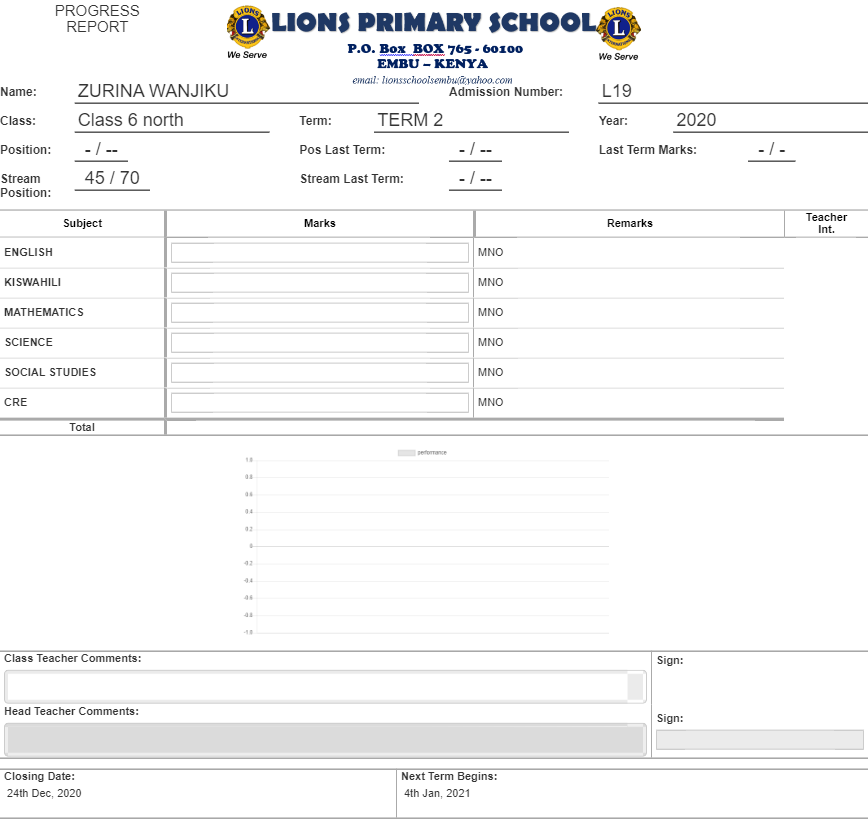 PROGRESS
REPORT
LIONS L INTERNATIONAL We Serve
LIONS PRIMARY SCHOOL
LIONS L INTERNATIONAL We Serve
P.O. Box BOX 765 - 60100
EMBU – KENYA
email: lionsschoolsembu@yahoo.com
Name: ZURINA WANJIKU Admission Number: L19
Class: Class 6 north Term: TERM 2 Year: 2020
Position: - / -- Pos Last Term: - / -- Last Term Marks: - / -
Stream Position: 45 / 70 Stream Last Term: - / --
Subject Marks Remarks Teacher Int.
ENGLISH MNO
KISWAHILI MNO
MATHEMATICS MNO
SCIENCE MNO
SOCIAL STUDIES MNO
CRE MNO
Total
performance
1.0
0.8
0.6
0.4
0.2
0
-0.2
-0.4
-0.6
-0.8
-1.0
Class Teacher Comments: Sign:
Head Teacher Comments: Sign:
Closing Date: Next Term Begins:
24th Dec, 2020 4th Jan, 2021